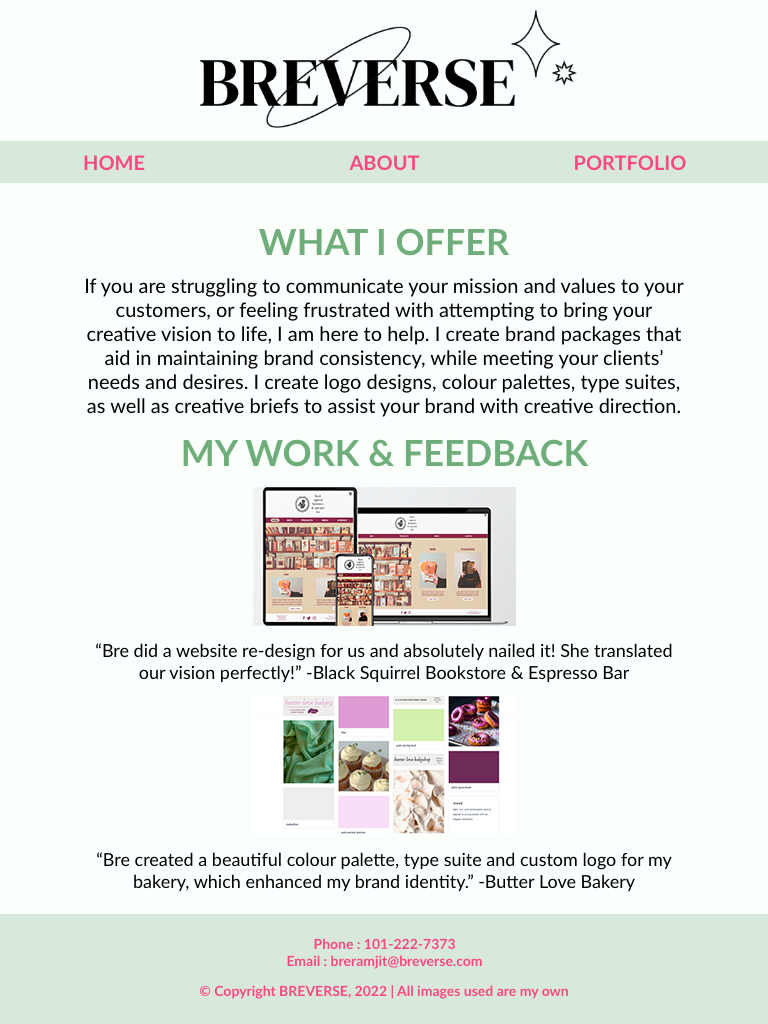 BREVERSE
HOME ABOUT PORTFOLIO
WHAT I OFFER
If you are struggling to communicate your mission and values to your
customers, or feeling frustrated with attempting to bring your
creative vision to life, I am here to help. I create brand packages that
aid in maintaining brand consistency, while meeting your clients’
needs and desires. I create logo designs, colour palettes, type suites,
as well as creative briefs to assist your brand with creative direction.
MY WORK & FEEDBACK
“Bre did a website re-design for us and absolutely nailed it! She translated
our vision perfectly!” -Black Squirrel Bookstore & Espresso Bar
butter love bakery
butter love bakeshop
“Bre created a beautiful colour palette, type suite and custom logo for my
bakery, which enhanced my brand identity.” -Butter Love Bakery
Phone : 101-222-7373
Email : breramjit@breverse.com
© Copyright BREVERSE, 2022 | All images used are my own